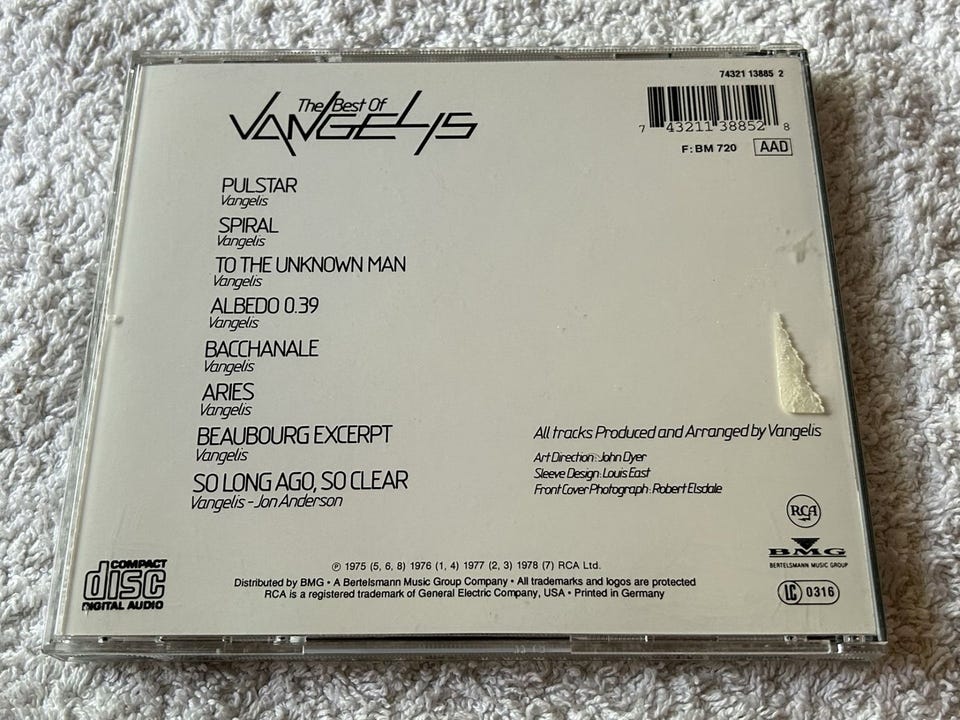 74321 13885 2
The Best Of
VANGELIS
7 43211 38852 8
F: BM 720 AAD
PULSTAR
Vangelis
SPIRAL
Vangelis
TO THE UNKNOWN MAN
Vangelis
ALBEDO 0.39
Vangelis
BACCHANALE
Vangelis
ARIES
Vangelis
BEAUBOURG EXCERPT
Vangelis
SO LONG AGO, SO CLEAR
Vangelis - Jon Anderson
All tracks Produced and Arranged by Vangelis
Art Direction: John Dyer
Sleeve Design: Louis East
Front Cover Photograph: Robert Elsdale
RCA
BMG
BERTELSMANN MUSIC GROUP
LC 0316
COMPACT
disc
DIGITAL AUDIO
℗ 1975 (5, 6, 8) 1976 (1, 4) 1977 (2, 3) 1978 (7) RCA Ltd.
Distributed by BMG • A Bertelsmann Music Group Company • All trademarks and logos are protected
RCA is a registered trademark of General Electric Company, USA • Printed in Germany